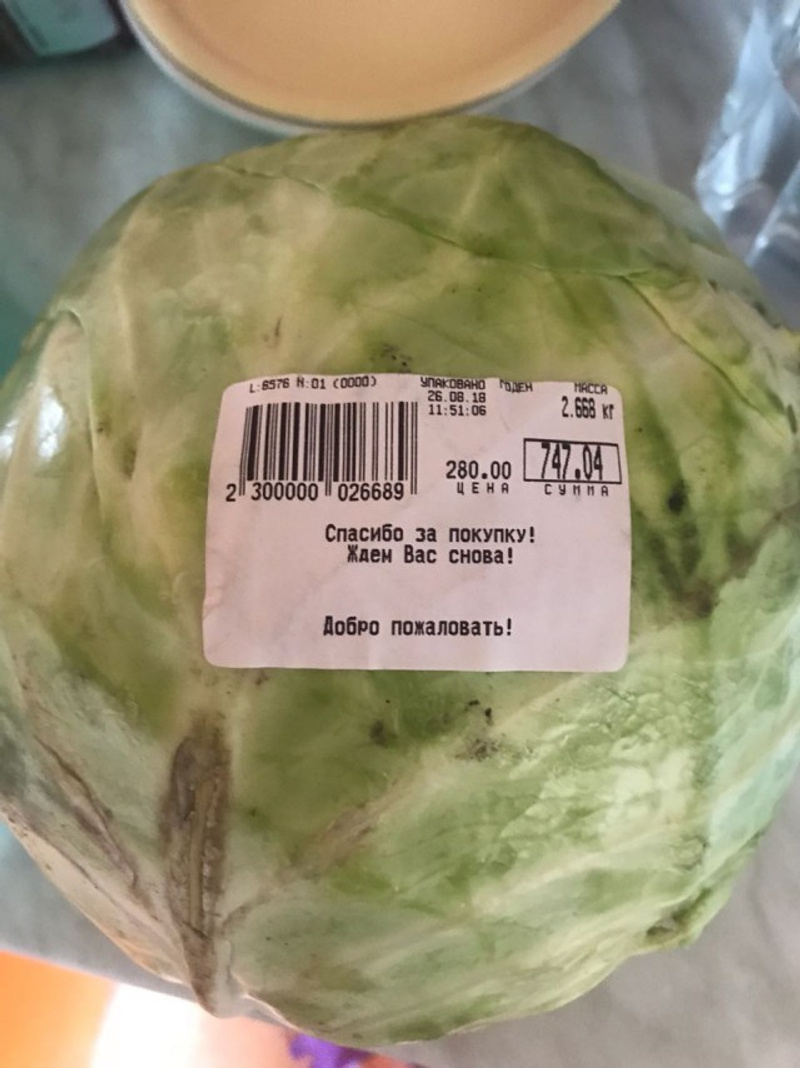 L:6576 N:01 (0000) УПАКОВАНО ГОДЕН МАССА
26.08.18 2.668 кг
11:51:06
280.00 747.04
ЦЕНА СУММА
2 300000 026689
Спасибо за покупку!
Ждем Вас снова!
Добро пожаловать!